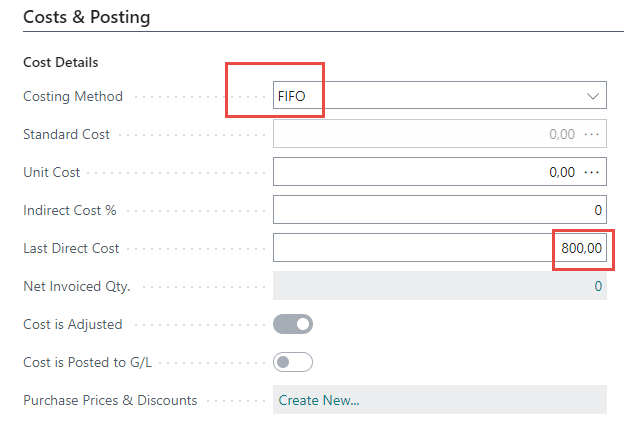 Costs & Posting
Cost Details
Costing Method FIFO
Standard Cost 0,00 ···
Unit Cost 0,00 ···
Indirect Cost % 0
Last Direct Cost 800,00
Net Invoiced Qty. 0
Cost is Adjusted
Cost is Posted to G/L
Purchase Prices & Discounts Create New...